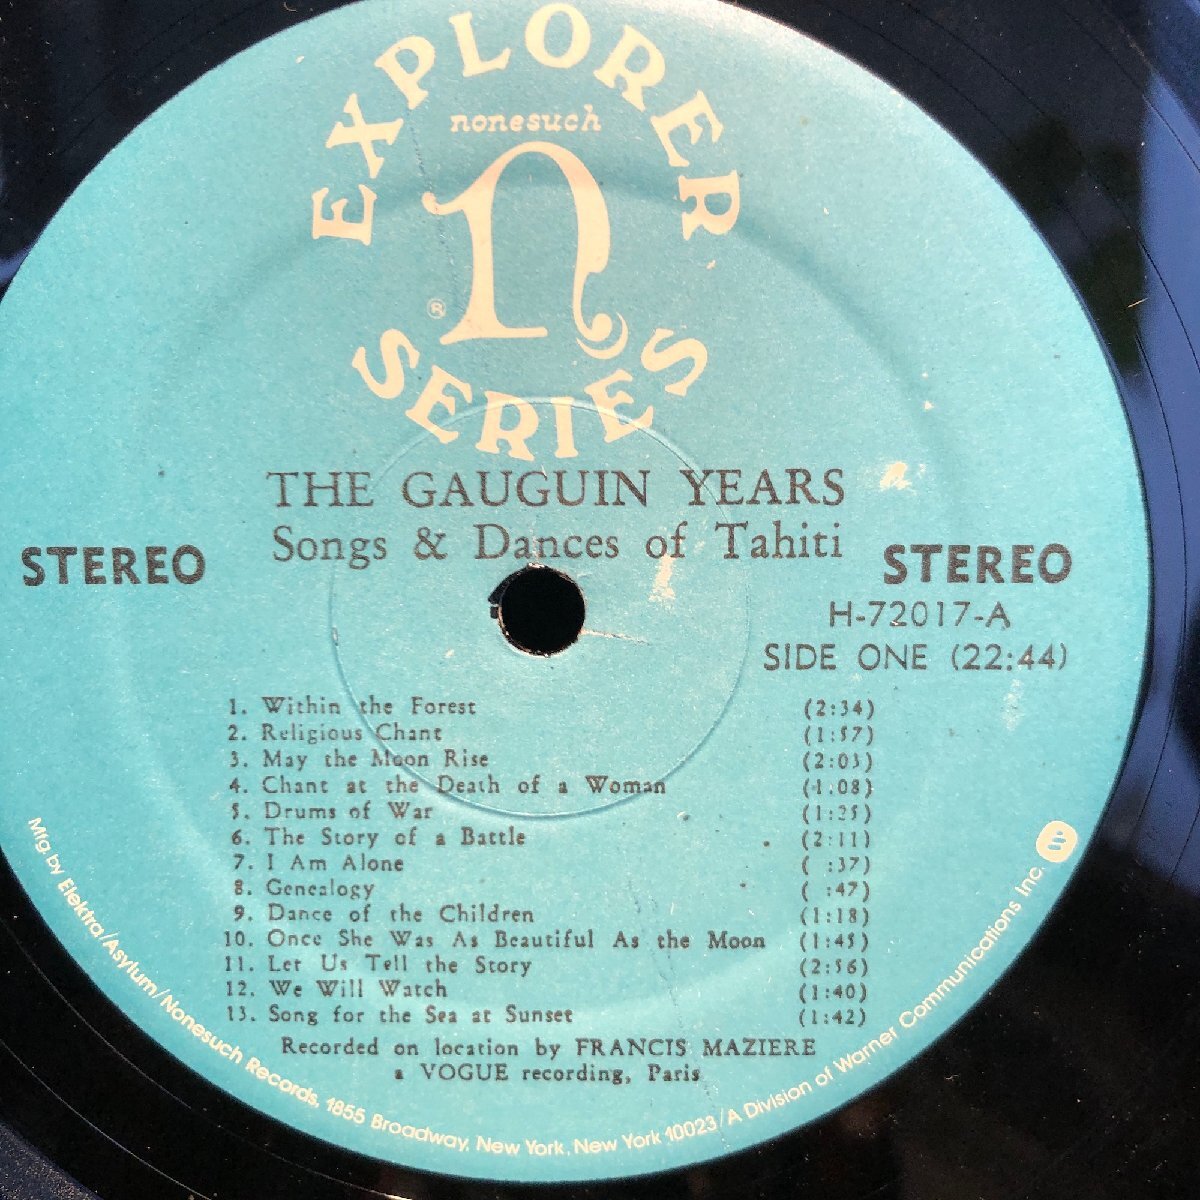 EXPLORER
nonesuch
n
®
SERIES
THE GAUGUIN YEARS
Songs & Dances of Tahiti
STEREO
STEREO
H-72017-A
SIDE ONE (22:44)
1. Within the Forest (2:34)
2. Religious Chant (1:57)
3. May the Moon Rise (2:03)
4. Chant at the Death of a Woman (1:08)
5. Drums of War (1:25)
6. The Story of a Battle (2:11)
7. I Am Alone ( :37)
8. Genealogy ( :47)
9. Dance of the Children (1:18)
10. Once She Was As Beautiful As the Moon (1:45)
11. Let Us Tell the Story (2:56)
12. We Will Watch (1:40)
13. Song for the Sea at Sunset (1:42)
Recorded on location by FRANCIS MAZIERE
a VOGUE recording, Paris
Mfg. by Elektra/Asylum/Nonesuch Records, 1855 Broadway, New York, New York 10023/A Division of Warner Communications Inc.